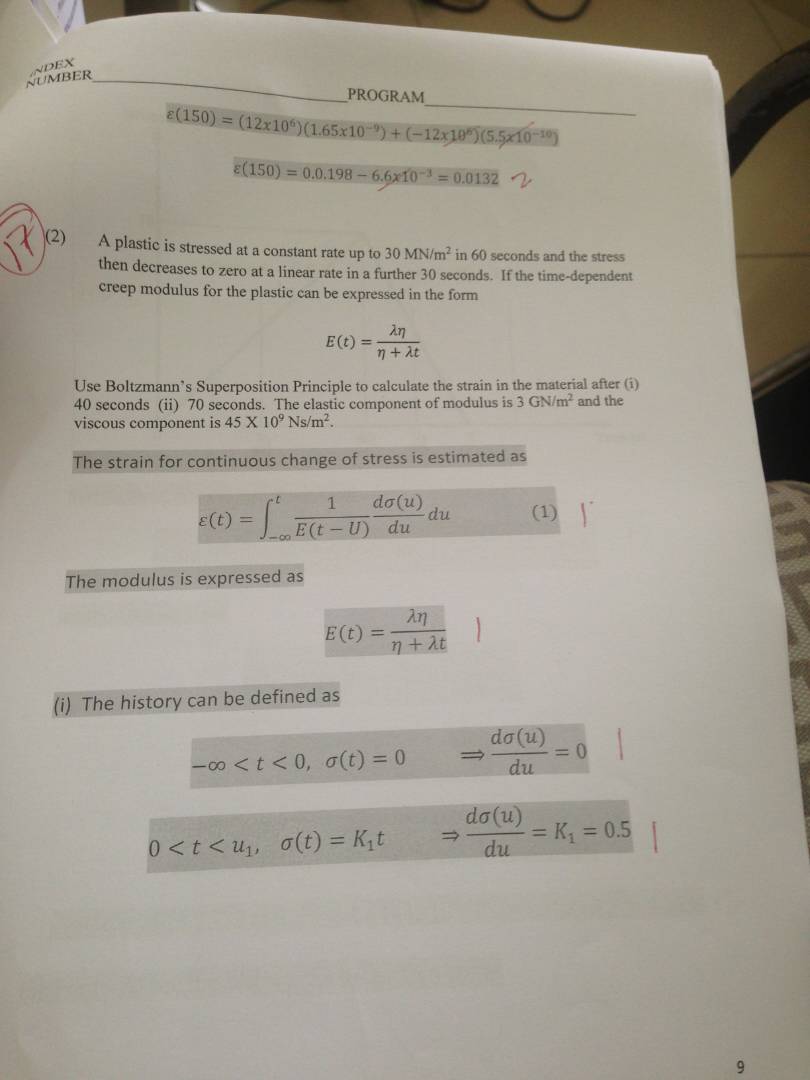 INDEX
NUMBER PROGRAM
ε(150) = (12x10⁶)(1.65x10⁻⁹) + (−12x10⁶)(5.5x10⁻¹⁰)
ε(150) = 0.0.198 − 6.6x10⁻³ = 0.0132 2
17 (2) A plastic is stressed at a constant rate up to 30 MN/m² in 60 seconds and the stress
then decreases to zero at a linear rate in a further 30 seconds. If the time-dependent
creep modulus for the plastic can be expressed in the form
E(t) = λη / (η + λt)
Use Boltzmann's Superposition Principle to calculate the strain in the material after (i)
40 seconds (ii) 70 seconds. The elastic component of modulus is 3 GN/m² and the
viscous component is 45 X 10⁹ Ns/m².
The strain for continuous change of stress is estimated as
ε(t) = ∫₋∞ᵗ 1 / E(t − U) dσ(u) / du du (1) 1
The modulus is expressed as
E(t) = λη / (η + λt) 1
(i) The history can be defined as
−∞ < t < 0, σ(t) = 0 ⟹ dσ(u) / du = 0 1
0 < t < u₁, σ(t) = K₁t ⇒ dσ(u) / du = K₁ = 0.5 1
9